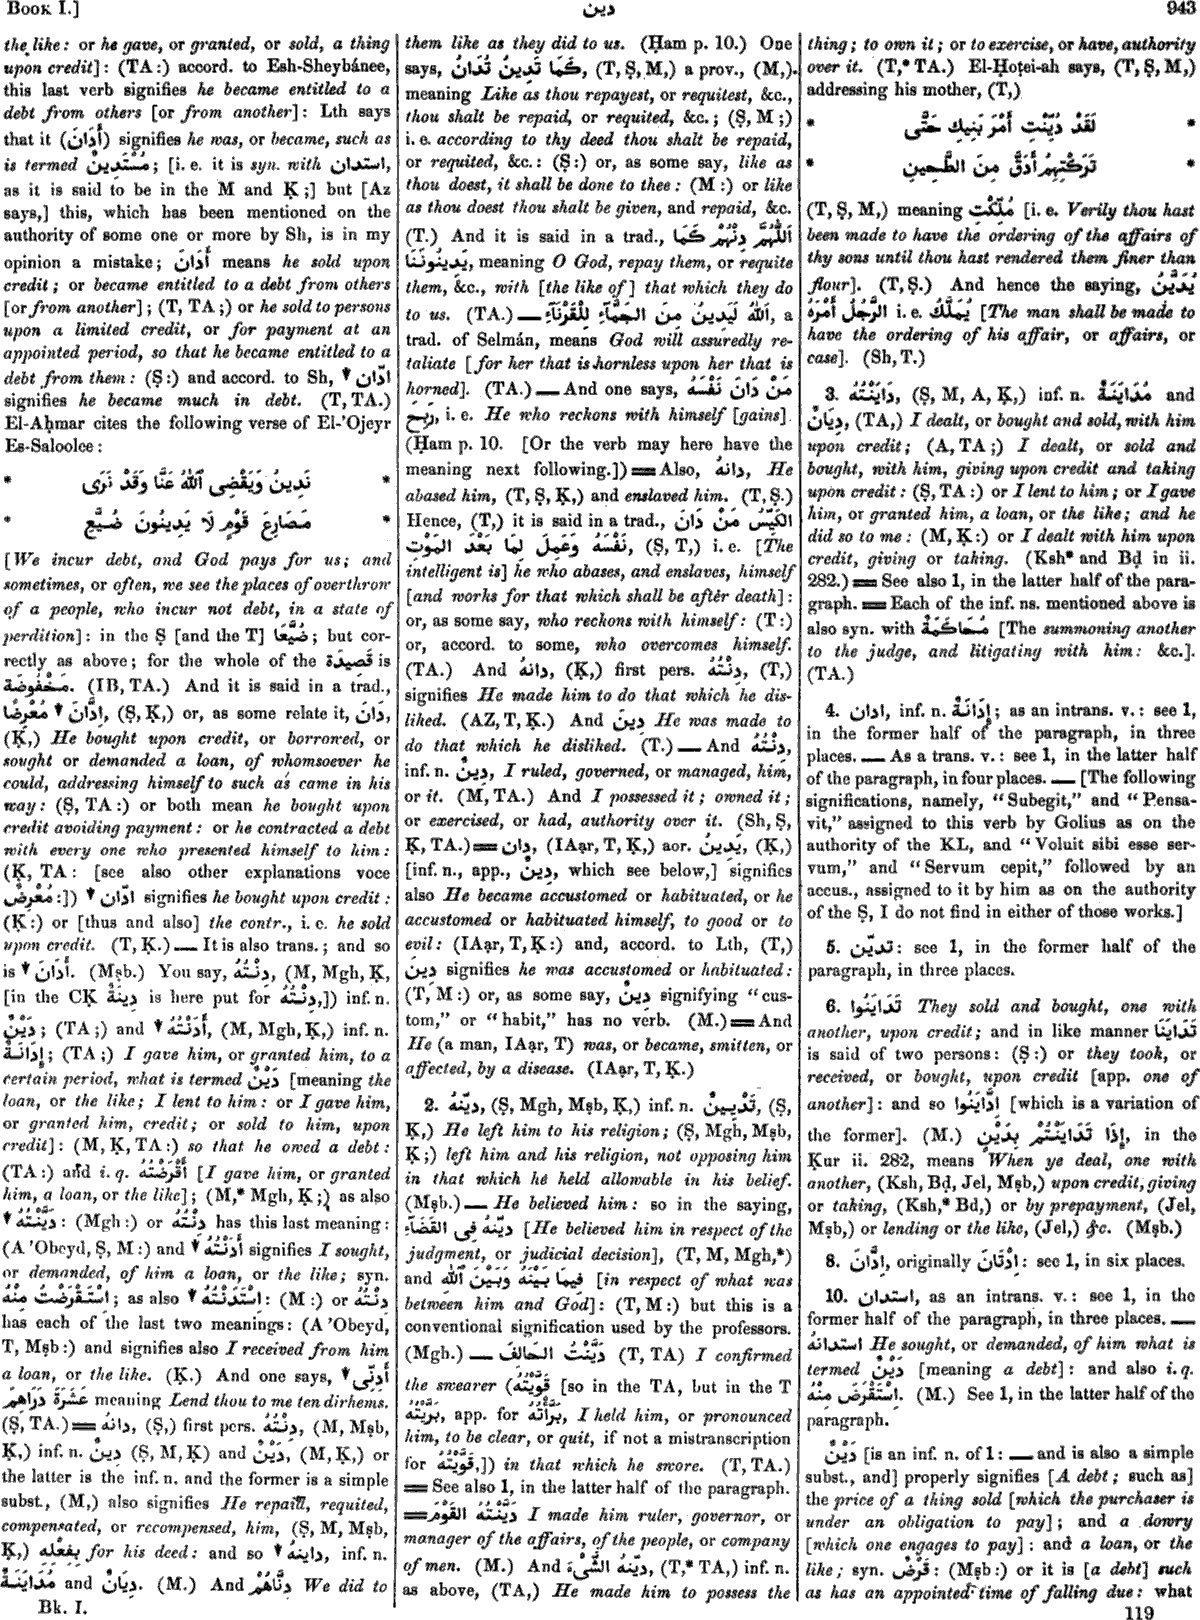 Book I.]
دين
943
the like: or he gave, or granted, or sold, a thing
upon credit]: (TA:) accord. to Esh-Sheybánee,
this last verb signifies he became entitled to a
debt from others [or from another]: Lth says
that it (أَدَانَ) signifies he was, or became, such as
is termed مُسْتَدِينٌ; [i. e. it is syn. with استدان,
as it is said to be in the M and Ḳ;] but [Az
says,] this, which has been mentioned on the
authority of some one or more by Sh, is in my
opinion a mistake; أَدَانَ means he sold upon
credit; or became entitled to a debt from others
[or from another]; (T, TA;) or he sold to persons
upon a limited credit, or for payment at an
appointed period, so that he became entitled to a
debt from them: (Ṣ:) and accord. to Sh, ▼ ادّان
signifies he became much in debt. (T, TA.)
El-Aḥmar cites the following verse of El-'Ojeyr
Es-Saloolee:
* نَدِينُ وَيَقْضِى ٱللّٰهُ عَنَّا وَقَدْ نَرَى *
* مَصَارِعَ قَوْمٍ لَا يَدِينُونَ ضُيَّعِ *
[We incur debt, and God pays for us; and
sometimes, or often, we see the places of overthrow
of a people, who incur not debt, in a state of
perdition]: in the Ṣ [and the T] ضُيَّعَا; but cor-
rectly as above; for the whole of the قَصِيدَة is
مَخْفُوضَة. (IB, TA.) And it is said in a trad.,
اِدَّانَ ▼ مُعْرِضًا, (Ṣ, Ḳ,) or, as some relate it, دَانَ,
(Ḳ,) He bought upon credit, or borrowed, or
sought or demanded a loan, of whomsoever he
could, addressing himself to such as came in his
way: (Ṣ, TA:) or both mean he bought upon
credit avoiding payment: or he contracted a debt
with every one who presented himself to him:
(Ḳ, TA: [see also other explanations voce
مُعْرِضٌ:]) ▼ ادّان signifies he bought upon credit:
(Ḳ:) or [thus and also] the contr., i. e. he sold
upon credit. (T, Ḳ.) — It is also trans.; and so
is ▼ أَدَانَ. (Mṣb.) You say, دِنْتُهُ, (M, Mgh, Ḳ,
[in the CḲ دِينَةُ is here put for دِنْتُهُ,]) inf. n.
دَيْنٌ; (TA;) and ▼ أَدَنْتُهُ, (M, Mgh, Ḳ,) inf. n.
إِدَانَةٌ; (TA;) I gave him, or granted him, to a
certain period, what is termed دَيْنٌ [meaning the
loan, or the like; I lent to him: or I gave him,
or granted him, credit; or sold to him, upon
credit]: (M, Ḳ, TA:) so that he owed a debt:
(TA:) and i. q. أَقْرَضْتُهُ [I gave him, or granted
him, a loan, or the like]; (M,* Mgh, Ḳ;) as also
▼ دَيَّنْتُهُ: (Mgh:) or دِنْتُهُ has this last meaning:
(A 'Obeyd, Ṣ, M:) and ▼ أَدَنْتُهُ signifies I sought,
or demanded, of him a loan, or the like; syn.
اسْتَقْرَضْتُ مِنْهُ; as also ▼ اسْتَدَنْتُهُ: (M:) or دِنْتُهُ
has each of the last two meanings: (A 'Obeyd,
T, Mṣb:) and signifies also I received from him
a loan, or the like. (Ḳ.) And one says, ▼ أَدِنِّى
عَشَرَةَ دَرَاهِمَ meaning Lend thou to me ten dirhems.
(Ṣ, TA.) = دانهُ, (Ṣ,) first pers. دِنْتُهُ, (M, Mṣb,
Ḳ,) inf. n. دِينٌ (Ṣ, M, Ḳ) and دَيْنٌ, (M, Ḳ,) or
the latter is the inf. n. and the former is a simple
subst., (M,) also signifies He repaid, requited,
compensated, or recompensed, him, (Ṣ, M, Mṣb,
Ḳ,) بِفِعْلِهِ for his deed: and so ▼ داينهُ, inf. n.
مُدَايَنَةٌ and دِيَانٌ. (M.) And دِنَّاهُمْ We did to
Bk. I.
them like as they did to us. (Ḥam p. 10.) One
says, كَمَا تَدِينُ تُدَانُ, (T, Ṣ, M,) a prov., (M,)
meaning Like as thou repayest, or requitest, &c.,
thou shalt be repaid, or requited, &c.; (Ṣ, M;)
i. e. according to thy deed thou shalt be repaid,
or requited, &c.: (Ṣ:) or, as some say, like as
thou doest, it shall be done to thee: (M:) or like
as thou doest thou shalt be given, and repaid, &c.
(T.) And it is said in a trad., اَللّٰهُمَّ دِنْهُمْ كَمَا
يَدِينُونَنَا, meaning O God, repay them, or requite
them, &c., with [the like of] that which they do
to us. (TA.) — اَللّٰهُ لَيَدِينُ مِنَ الجَمَّآءِ لِلْقَرْنَآءِ, a
trad. of Selmán, means God will assuredly re-
taliate [for her that is hornless upon her that is
horned]. (TA.) — And one says, مَنْ دَانَ نَفْسَهُ
رَبِحَ, i. e. He who reckons with himself [gains].
(Ḥam p. 10. [Or the verb may here have the
meaning next following.]) = Also, دانهُ, He
abased him, (T, Ṣ, Ḳ,) and enslaved him. (T, Ṣ.)
Hence, (T,) it is said in a trad., الكَيِّسُ مَنْ دَانَ
نَفْسَهُ وَعَمِلَ لِمَا بَعْدَ المَوْتِ, (Ṣ, T,) i. e. [The
intelligent is] he who abases, and enslaves, himself
[and works for that which shall be after death]:
or, as some say, who reckons with himself: (T:)
or, accord. to some, who overcomes himself.
(TA.) And دانهُ, (Ḳ,) first pers. دِنْتُهُ, (T,)
signifies He made him to do that which he dis-
liked. (AZ, T, Ḳ.) And دِينَ He was made to
do that which he disliked. (T.) — And دِنْتُهُ,
inf. n. دِينٌ, I ruled, governed, or managed, him,
or it. (M, TA.) And I possessed it; owned it;
or exercised, or had, authority over it. (Sh, Ṣ,
Ḳ, TA.) = دان, (IAạr, T, Ḳ,) aor. يَدِينُ, (Ḳ,)
[inf. n., app., دِينٌ, which see below,] signifies
also He became accustomed or habituated, or he
accustomed or habituated himself, to good or to
evil: (IAạr, T, Ḳ:) and, accord. to Lth, (T,)
دِينَ signifies he was accustomed or habituated:
(T, M:) or, as some say, دِينٌ signifying "cus-
tom," or "habit," has no verb. (M.) = And
He (a man, IAạr, T) was, or became, smitten, or
affected, by a disease. (IAạr, T, Ḳ.)
2. ديّنهُ, (Ṣ, Mgh, Mṣb, Ḳ,) inf. n. تَدْيِينٌ, (Ṣ,
Ḳ,) He left him to his religion; (Ṣ, Mgh, Mṣb,
Ḳ;) left him and his religion, not opposing him
in that which he held allowable in his belief.
(Mṣb.) — He believed him: so in the saying,
ديّنهُ فِى القَضَآءِ [He believed him in respect of the
judgment, or judicial decision], (T, M, Mgh,*)
and فِيمَا بَيْنَهُ وَبَيْنَ ٱللّٰهِ [in respect of what was
between him and God]: (T, M:) but this is a
conventional signification used by the professors.
(Mgh.) — دَيَّنْتُ الحَالِفَ (T, TA) I confirmed
the swearer (قَوَّيْتُهُ [so in the TA, but in the T
بَرَّيْتُهُ, app. for بَرَّأْتُهُ, I held him, or pronounced
him, to be clear, or quit, if not a mistranscription
for قَوَّيْتُهُ,]) in that which he swore. (T, TA.)
= See also 1, in the latter half of the paragraph.
= دَيَّنْتُهُ القَوْمَ I made him ruler, governor, or
manager of the affairs, of the people, or company
of men. (M.) And ديّنهُ الشَّىْءَ, (T,* TA,) inf. n.
as above, (TA,) He made him to possess the
thing; to own it; or to exercise, or have, authority
over it. (T,* TA.) El-Ḥoṭei-ah says, (T, Ṣ, M,)
addressing his mother, (T,)
* لَقَدْ دُيِّنْتِ أَمْرَ بَنِيكِ حَتَّى *
* تَرَكْتِهِمُ أَدَقَّ مِنَ الطَّحِينِ *
(T, Ṣ, M,) meaning مُلِّكْتِ [i. e. Verily thou hast
been made to have the ordering of the affairs of
thy sons until thou hast rendered them finer than
flour]. (T, Ṣ.) And hence the saying, يُدَيَّنُ
الرَّجُلُ أَمْرَهُ i. e. يُمَلَّكُ [The man shall be made to
have the ordering of his affair, or affairs, or
case]. (Sh, T.)
3. دَايَنْتُهُ, (Ṣ, M, A, Ḳ,) inf. n. مُدَايَنَةٌ and
دِيَانٌ, (TA,) I dealt, or bought and sold, with him
upon credit; (A, TA;) I dealt, or sold and
bought, with him, giving upon credit and taking
upon credit: (Ṣ, TA:) or I lent to him; or I gave
him, or granted him, a loan, or the like; and he
did so to me: (M, Ḳ:) or I dealt with him upon
credit, giving or taking. (Ksh* and Bḍ in ii.
282.) = See also 1, in the latter half of the para-
graph. = Each of the inf. ns. mentioned above is
also syn. with مُحَاكَمَةٌ [The summoning another
to the judge, and litigating with him: &c.].
(TA.)
4. ادان, inf. n. إِدَانَةٌ; as an intrans. v.: see 1,
in the former half of the paragraph, in three
places. — As a trans. v.: see 1, in the latter half
of the paragraph, in four places. — [The following
significations, namely, "Subegit," and "Pensa-
vit," assigned to this verb by Golius as on the
authority of the KL, and "Voluit sibi esse ser-
vum," and "Servum cepit," followed by an
accus., assigned to it by him as on the authority
of the Ṣ, I do not find in either of those works.]
5. تديّن: see 1, in the former half of the
paragraph, in three places.
6. تَدَايَنُوا They sold and bought, one with
another, upon credit; and in like manner تَدَايَنَا
is said of two persons: (Ṣ:) or they took, or
received, or bought, upon credit [app. one of
another]: and so اِدَّايَنُوا [which is a variation of
the former]. (M.) إِذَا تَدَايَنْتُمْ بِدَيْنٍ, in the
Ḳur ii. 282, means When ye deal, one with
another, (Ksh, Bḍ, Jel, Mṣb,) upon credit, giving
or taking, (Ksh,* Bḍ,) or by prepayment, (Jel,
Mṣb,) or lending or the like, (Jel,) &c. (Mṣb.)
8. اِدَّانَ, originally اِدْتَانَ: see 1, in six places.
10. استدان, as an intrans. v.: see 1, in the
former half of the paragraph, in three places. —
استدانهُ He sought, or demanded, of him what is
termed دَيْنٌ [meaning a debt]: and also i. q.
اِسْتَقْرَضَ مِنْهُ. (M.) See 1, in the latter half of the
paragraph.
دَيْنٌ [is an inf. n. of 1: — and is also a simple
subst., and] properly signifies [A debt; such as]
the price of a thing sold [which the purchaser is
under an obligation to pay]; and a dowry
[which one engages to pay]: and a loan, or the
like; syn. قَرْضٌ: (Mṣb:) or it is [a debt] such
as has an appointed time of falling due: what
119